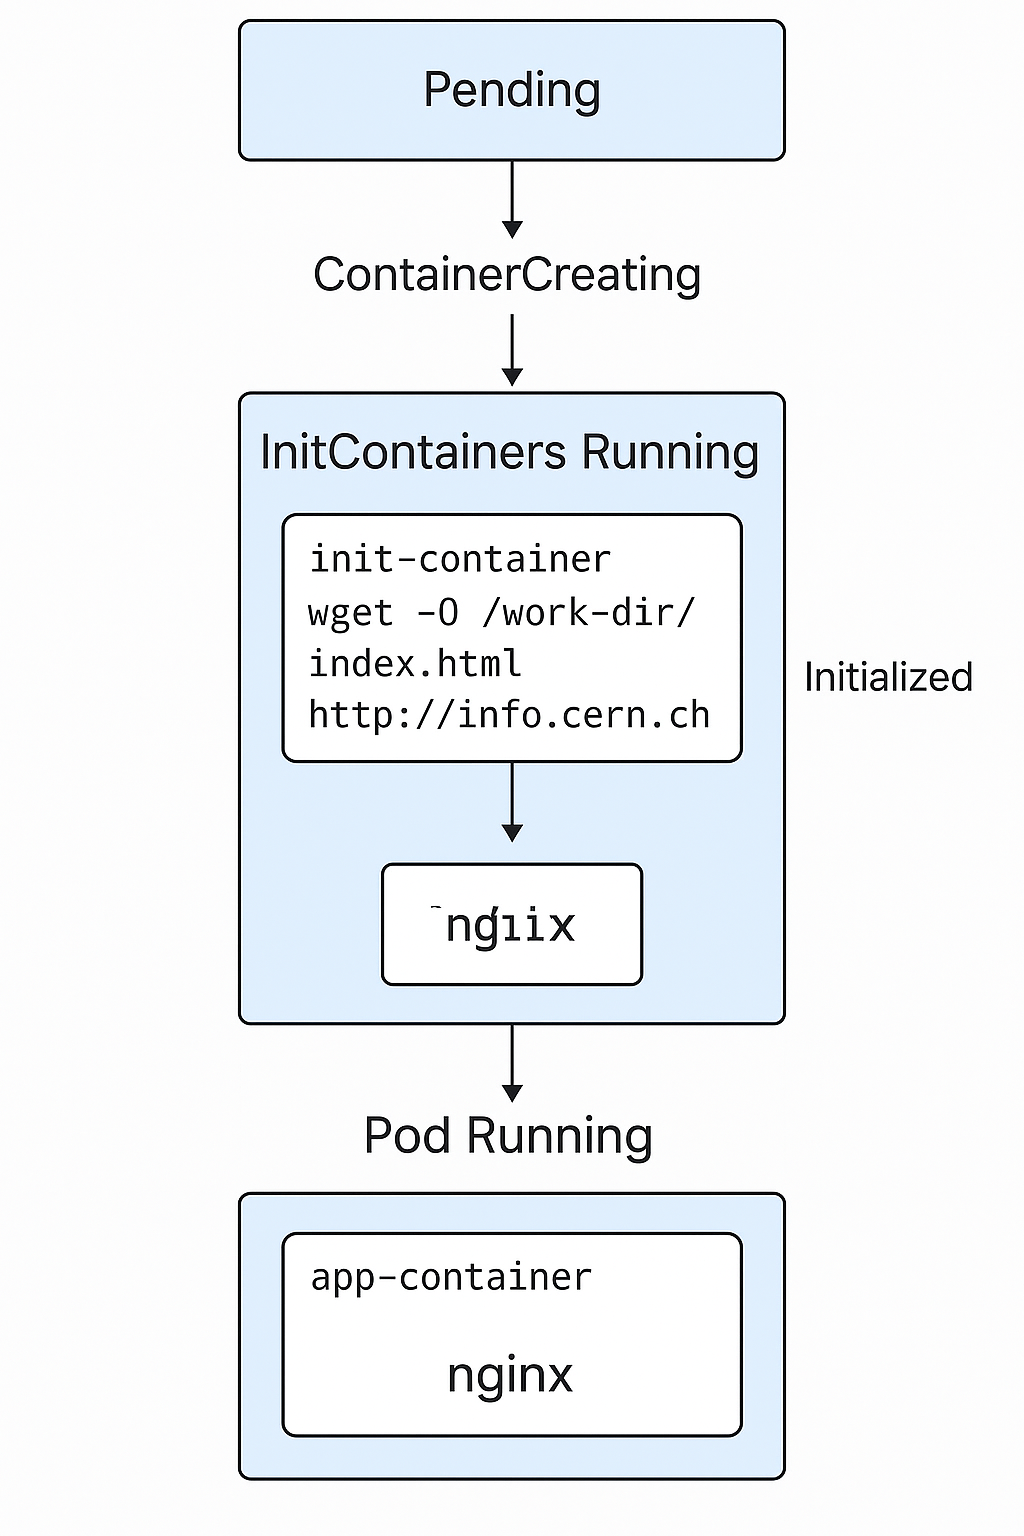 Pending
ContainerCreating
InitContainers Running
init-container
wget -O /work-dir/
index.html
http://info.cern.ch
Initialized
Pod Running
app-container
nginx